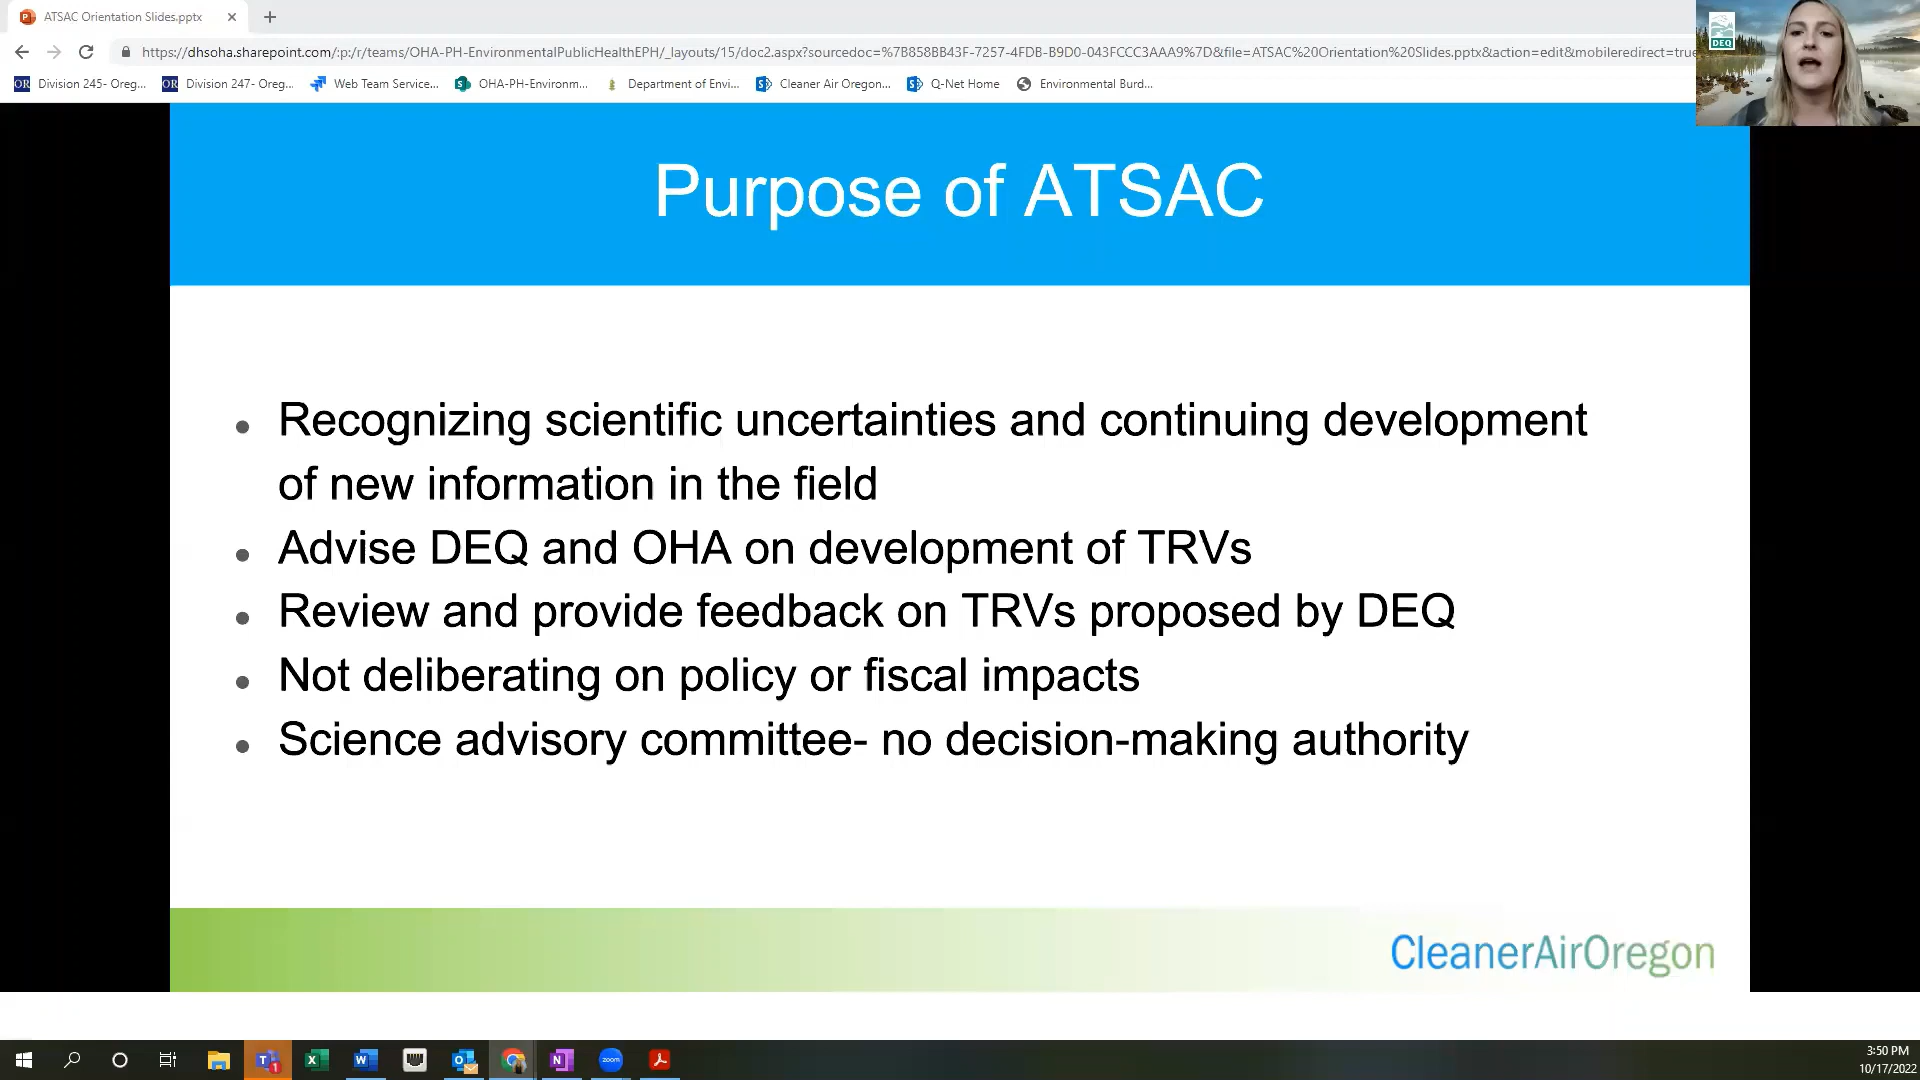 ATSAC Orientation Slides.pptx
https://dhsoha.sharepoint.com/:p:/r/teams/OHA-PH-EnvironmentalPublicHealthEPH/_layouts/15/doc2.aspx?sourcedoc=%7B858BB43F-7257-4FDB-B9D0-043FCCC3AAA9%7D&file=ATSAC%20Orientation%20Slides.pptx&action=edit&mobileredirect=true
OR Division 245- Oreg... OR Division 247- Oreg... Web Team Service... OHA-PH-Environm... Department of Envi... Cleaner Air Oregon... Q-Net Home Environmental Burd...
DEQ
Purpose of ATSAC
• Recognizing scientific uncertainties and continuing development
of new information in the field
• Advise DEQ and OHA on development of TRVs
• Review and provide feedback on TRVs proposed by DEQ
• Not deliberating on policy or fiscal impacts
• Science advisory committee- no decision-making authority
CleanerAirOregon
zoom
3:50 PM
10/17/2022